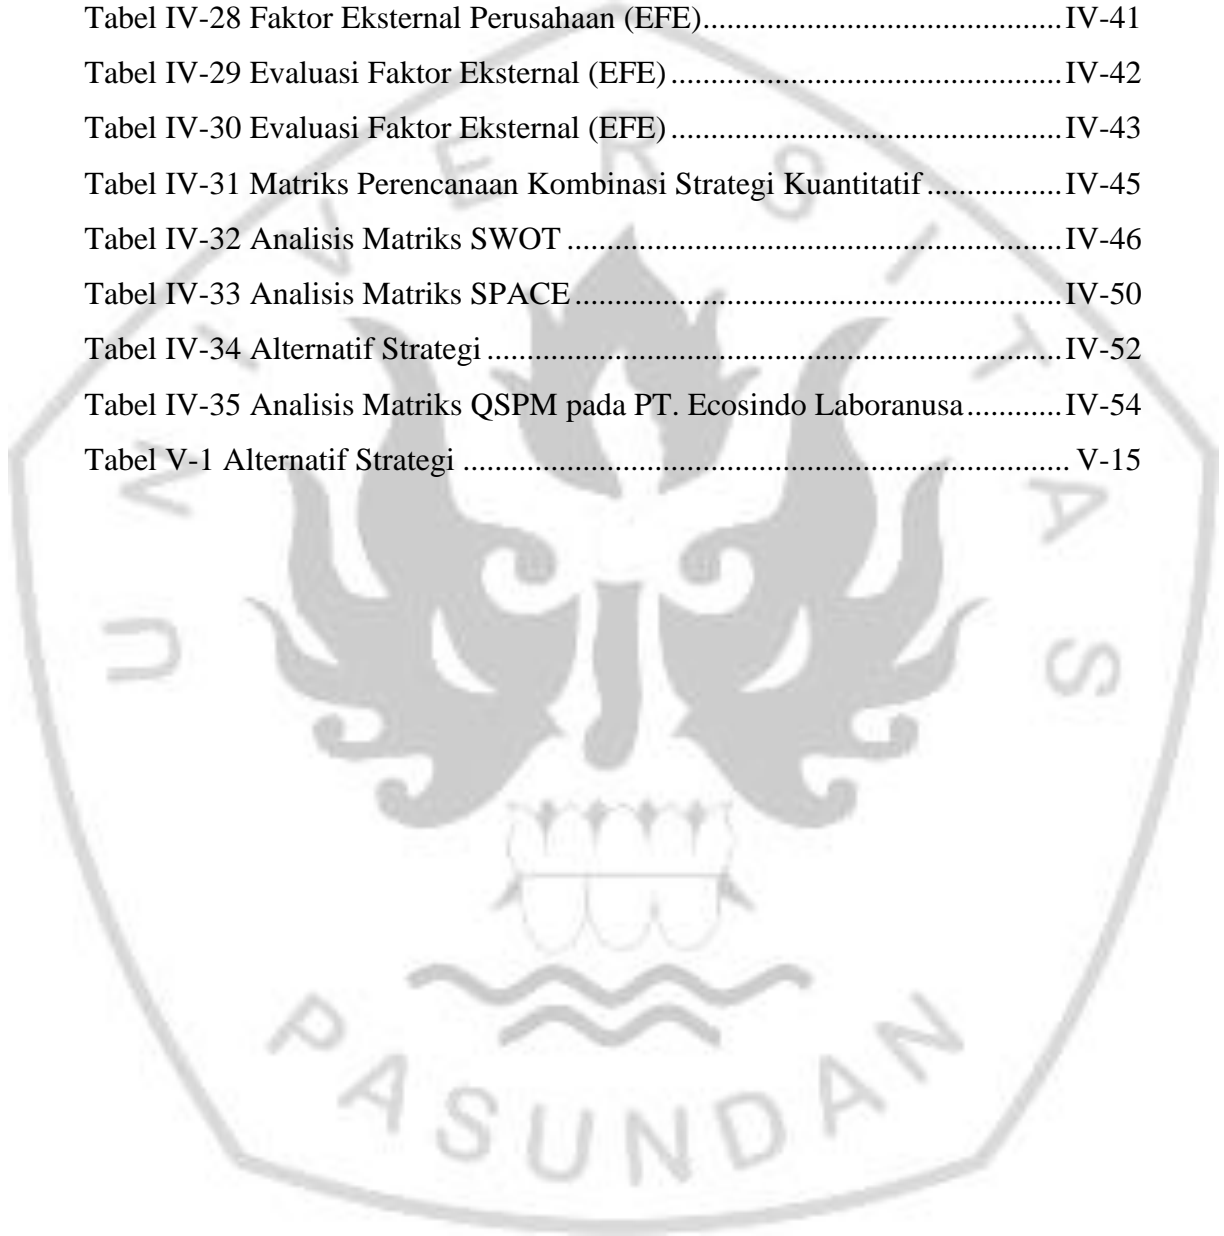 Tabel IV-28 Faktor Eksternal Perusahaan (EFE)..................................................IV-41
Tabel IV-29 Evaluasi Faktor Eksternal (EFE) ......................................................IV-42
Tabel IV-30 Evaluasi Faktor Eksternal (EFE) ......................................................IV-43
Tabel IV-31 Matriks Perencanaan Kombinasi Strategi Kuantitatif ..................IV-45
Tabel IV-32 Analisis Matriks SWOT ....................................................................IV-46
Tabel IV-33 Analisis Matriks SPACE...................................................................IV-50
Tabel IV-34 Alternatif Strategi ...............................................................................IV-52
Tabel IV-35 Analisis Matriks QSPM pada PT. Ecosindo Laboranusa.............IV-54
Tabel V-1 Alternatif Strategi ................................................................................... V-15
UNIVERSITAS
PASUNDAN